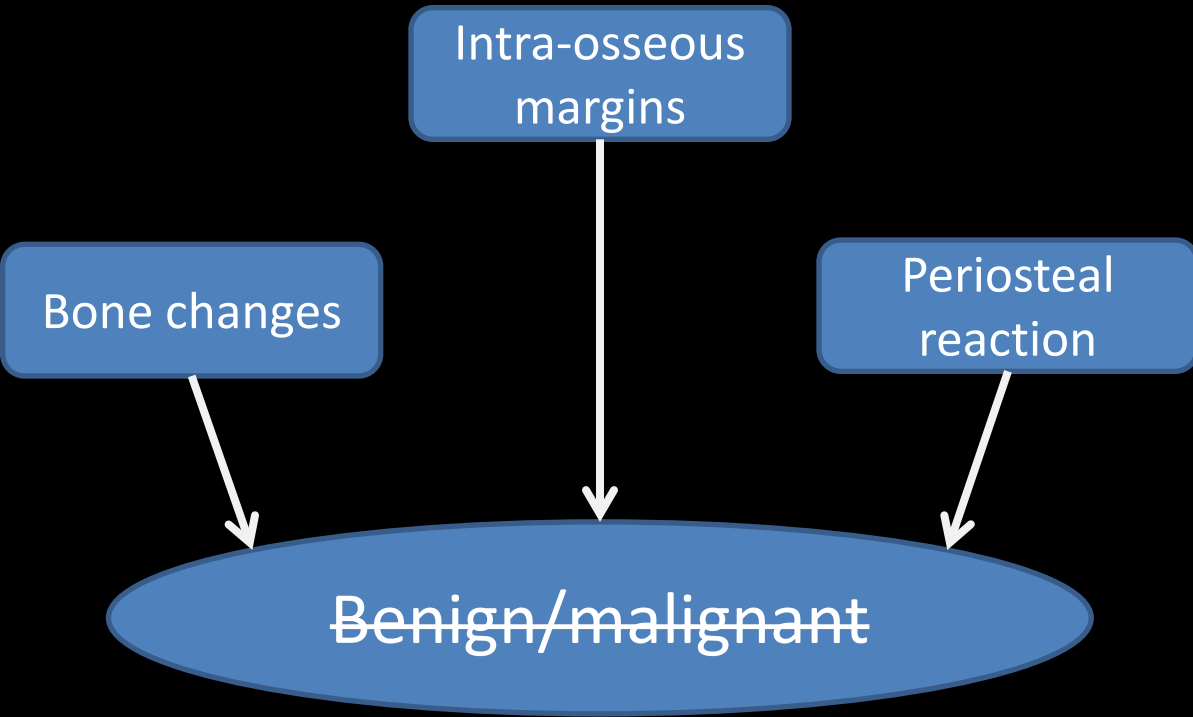 Intra-osseous
margins
Bone changes
Periosteal
reaction
Benign/malignant